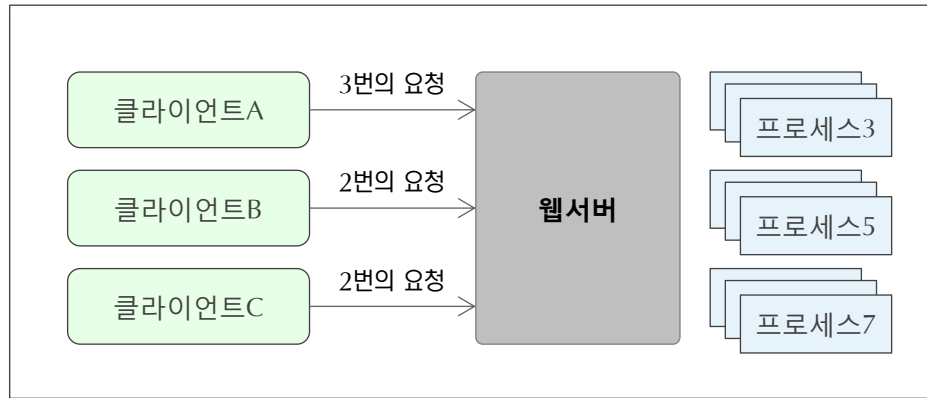 클라이언트A
3번의 요청
프로세스3
클라이언트B
2번의 요청
웹서버
프로세스5
클라이언트C
2번의 요청
프로세스7